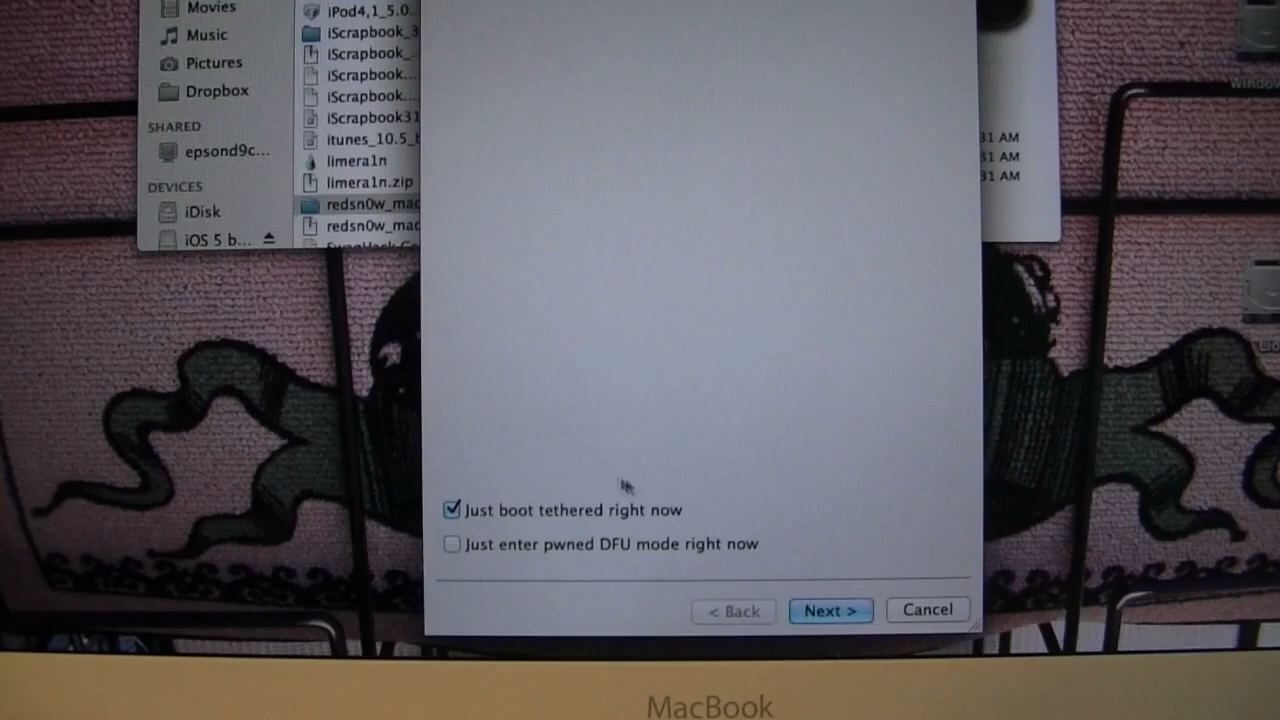 Movies
Music
Pictures
Dropbox
SHARED
epsond9c...
DEVICES
iDisk
iOS 5 b...
iPod4,1_5.0..
iScrapbook_3
iScrapbook_.
iScrapbook...
iScrapbook....
iScrapbook31
itunes_10.5_b
limera1n
limera1n.zip
redsn0w_mac
redsn0w_mac
31 AM
31 AM
31 AM
Just boot tethered right now
Just enter pwned DFU mode right now
< Back
Next >
Cancel
MacBook